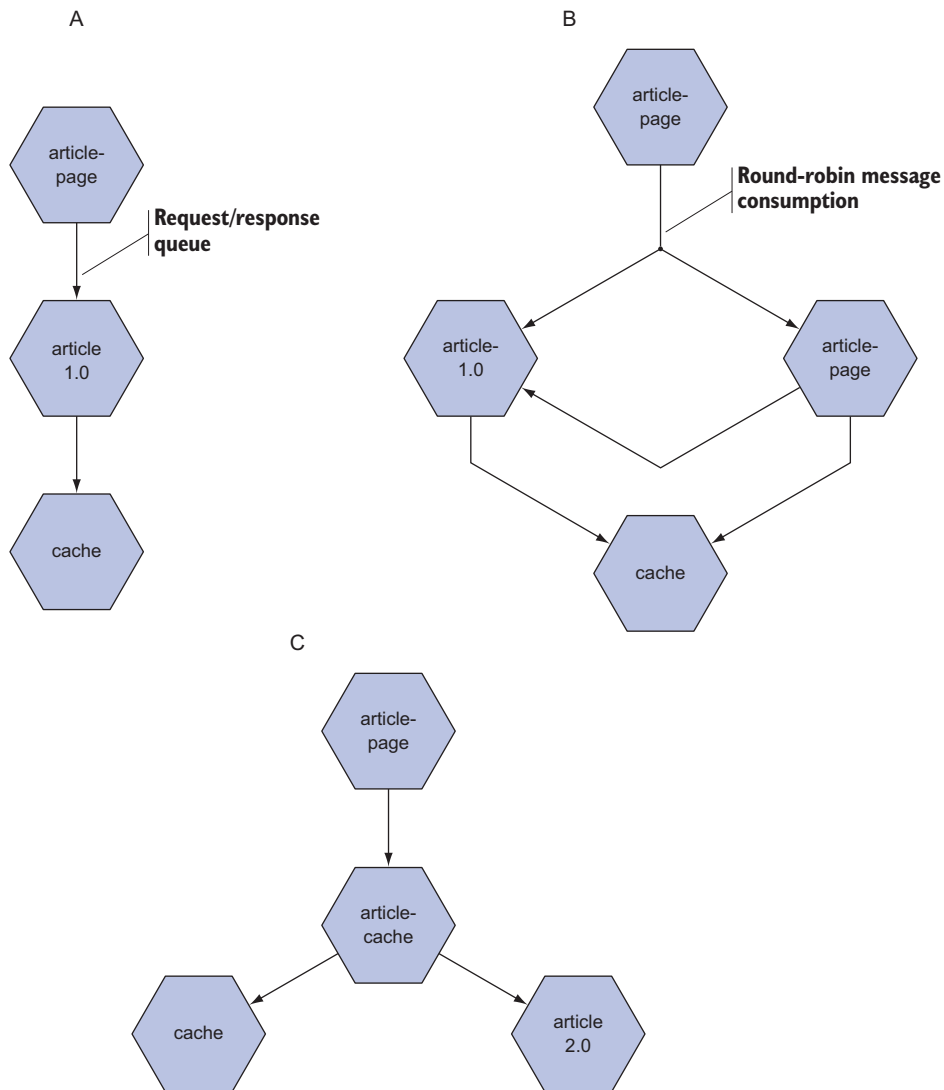 A
article-
page
Request/response
queue
article
1.0
cache
B
article-
page
Round-robin message
consumption
article-
1.0
article-
page
cache
C
article-
page
article-
cache
cache
article
2.0